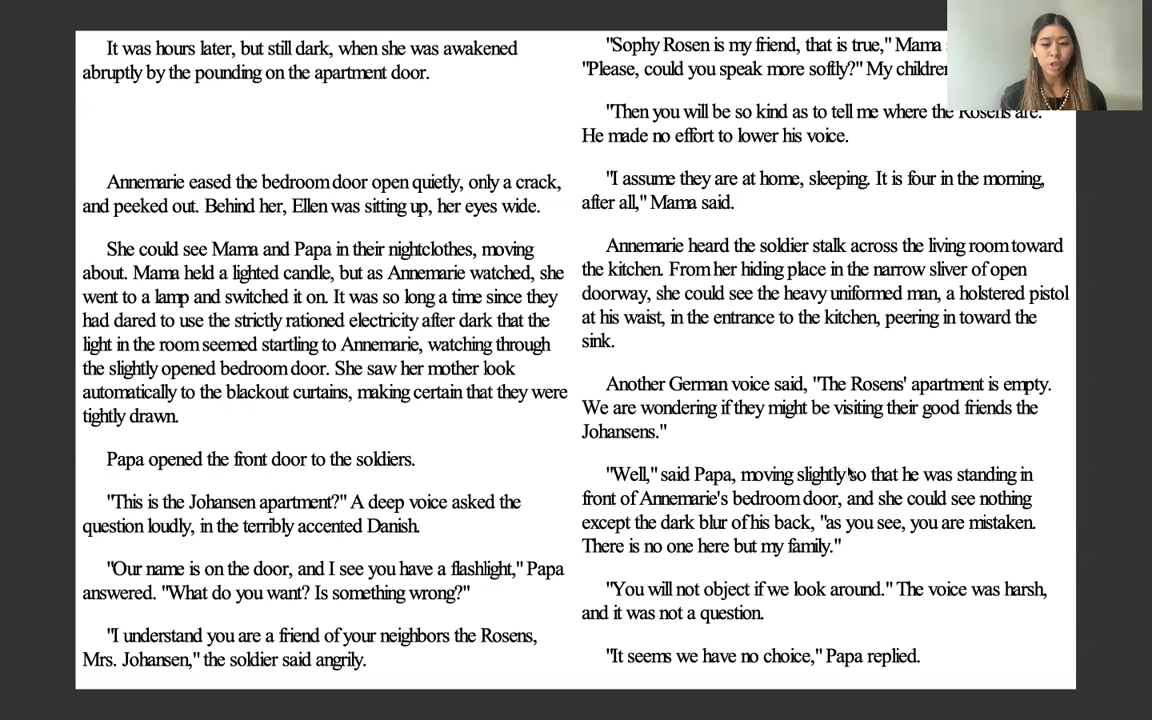 It was hours later, but still dark, when she was awakened
abruptly by the pounding on the apartment door.
Annemarie eased the bedroom door open quietly, only a crack,
and peeked out. Behind her, Ellen was sitting up, her eyes wide.
She could see Mama and Papa in their nightclothes, moving
about. Mama held a lighted candle, but as Annemarie watched, she
went to a lamp and switched it on. It was so long a time since they
had dared to use the strictly rationed electricity after dark that the
light in the room seemed startling to Annemarie, watching through
the slightly opened bedroom door. She saw her mother look
automatically to the blackout curtains, making certain that they were
tightly drawn.
Papa opened the front door to the soldiers.
"This is the Johansen apartment?" A deep voice asked the
question loudly, in the terribly accented Danish.
"Our name is on the door, and I see you have a flashlight," Papa
answered. "What do you want? Is something wrong?"
"I understand you are a friend of your neighbors the Rosens,
Mrs. Johansen," the soldier said angrily.
"Sophy Rosen is my friend, that is true," Mama
"Please, could you speak more softly?" My children
"Then you will be so kind as to tell me where the Rosens are."
He made no effort to lower his voice.
"I assume they are at home, sleeping. It is four in the morning,
after all," Mama said.
Annemarie heard the soldier stalk across the living room toward
the kitchen. From her hiding place in the narrow sliver of open
doorway, she could see the heavy uniformed man, a holstered pistol
at his waist, in the entrance to the kitchen, peering in toward the
sink.
Another German voice said, "The Rosens' apartment is empty.
We are wondering if they might be visiting their good friends the
Johansens."
"Well," said Papa, moving slightly so that he was standing in
front of Annemarie's bedroom door, and she could see nothing
except the dark blur of his back, "as you see, you are mistaken.
There is no one here but my family."
"You will not object if we look around." The voice was harsh,
and it was not a question.
"It seems we have no choice," Papa replied.